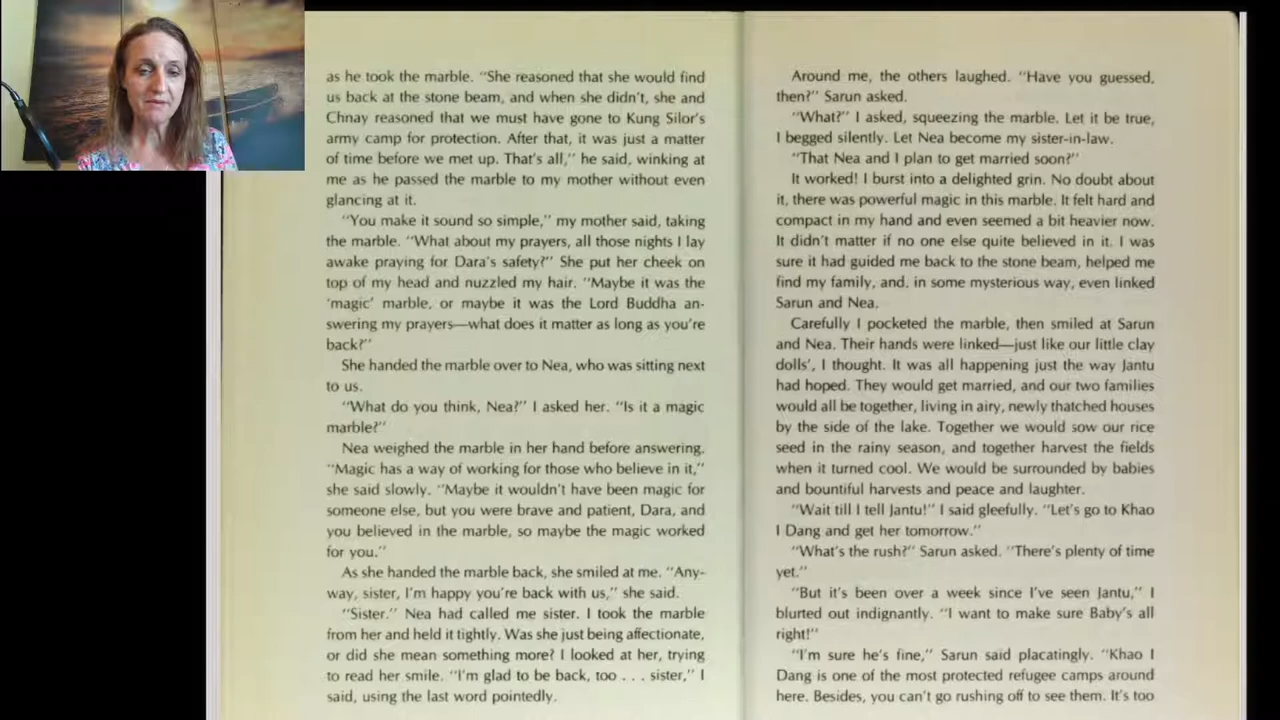 as he took the marble. "She reasoned that she would find
us back at the stone beam, and when she didn't, she and
Chnay reasoned that we must have gone to Kung Silor's
army camp for protection. After that, it was just a matter
of time before we met up. That's all," he said, winking at
me as he passed the marble to my mother without even
glancing at it.
"You make it sound so simple," my mother said, taking
the marble. "What about my prayers, all those nights I lay
awake praying for Dara's safety?" She put her cheek on
top of my head and nuzzled my hair. "Maybe it was the
'magic' marble, or maybe it was the Lord Buddha an-
swering my prayers—what does it matter as long as you're
back?"
She handed the marble over to Nea, who was sitting next
to us.
"What do you think, Nea?" I asked her. "Is it a magic
marble?"
Nea weighed the marble in her hand before answering.
"Magic has a way of working for those who believe in it,"
she said slowly. "Maybe it wouldn't have been magic for
someone else, but you were brave and patient, Dara, and
you believed in the marble, so maybe the magic worked
for you."
As she handed the marble back, she smiled at me. "Any-
way, sister, I'm happy you're back with us," she said.
"Sister." Nea had called me sister. I took the marble
from her and held it tightly. Was she just being affectionate,
or did she mean something more? I looked at her, trying
to read her smile. "I'm glad to be back, too . . . sister," I
said, using the last word pointedly.
Around me, the others laughed. "Have you guessed,
then?" Sarun asked.
"What?" I asked, squeezing the marble. Let it be true,
I begged silently. Let Nea become my sister-in-law.
"That Nea and I plan to get married soon?"
It worked! I burst into a delighted grin. No doubt about
it, there was powerful magic in this marble. It felt hard and
compact in my hand and even seemed a bit heavier now.
It didn't matter if no one else quite believed in it. I was
sure it had guided me back to the stone beam, helped me
find my family, and, in some mysterious way, even linked
Sarun and Nea.
Carefully I pocketed the marble, then smiled at Sarun
and Nea. Their hands were linked—just like our little clay
dolls', I thought. It was all happening just the way Jantu
had hoped. They would get married, and our two families
would all be together, living in airy, newly thatched houses
by the side of the lake. Together we would sow our rice
seed in the rainy season, and together harvest the fields
when it turned cool. We would be surrounded by babies
and bountiful harvests and peace and laughter.
"Wait till I tell Jantu!" I said gleefully. "Let's go to Khao
I Dang and get her tomorrow."
"What's the rush?" Sarun asked. "There's plenty of time
yet."
"But it's been over a week since I've seen Jantu," I
blurted out indignantly. "I want to make sure Baby's all
right!"
"I'm sure he's fine," Sarun said placatingly. "Khao I
Dang is one of the most protected refugee camps around
here. Besides, you can't go rushing off to see them. It's too